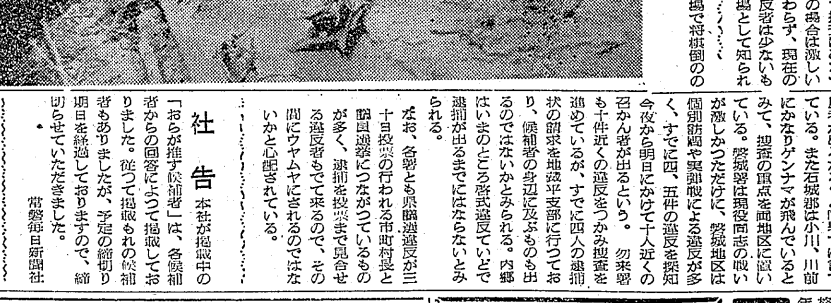 の場合は激しい
わらず、現在の
反者は少ないも
場として知られ
場で将棋倒のの
ている。また石城郡は小川、川前
にかなりゲンナマが飛んでいると
みて、捜査の重点を両地区に置い
ている。磐城署は現役同志の戦い
が激しかつただけに、磐城地区は
個別訪問や実弾戦による違反が多
く、すでに四、五件の違反を探知
今夜から明日にかけて十人近くの
召かん者が出るという。勿来署
も十件近くの違反をつかみ捜査を
進めているが、すでに四人の逮捕
状の請求を地裁平支部に行つてお
り、候補者の身辺に及ぶものも出
るのではないかとみられる。内郷
はいまのところ啓式違反ていどで
逮捕が出るまでにはならないとみ
られる。
なお、各署とも県議選違反が三
十日投票の行われる市町村長と
議員選挙につながつているもの
が多く、逮捕を投票まで見合せ
る違反者もでて来るので、その
間にウヤムヤにされるのではな
いかと心配されている。
社告
本社が掲載中の
「おらが推す候補者」は、各候補
者からの回答によつて掲載してお
りました。従つて掲載もれの候補
者もありましたが、予定の締切り
期日を経過しておりますので、締
切らせていただきました。
常磐毎日新聞社